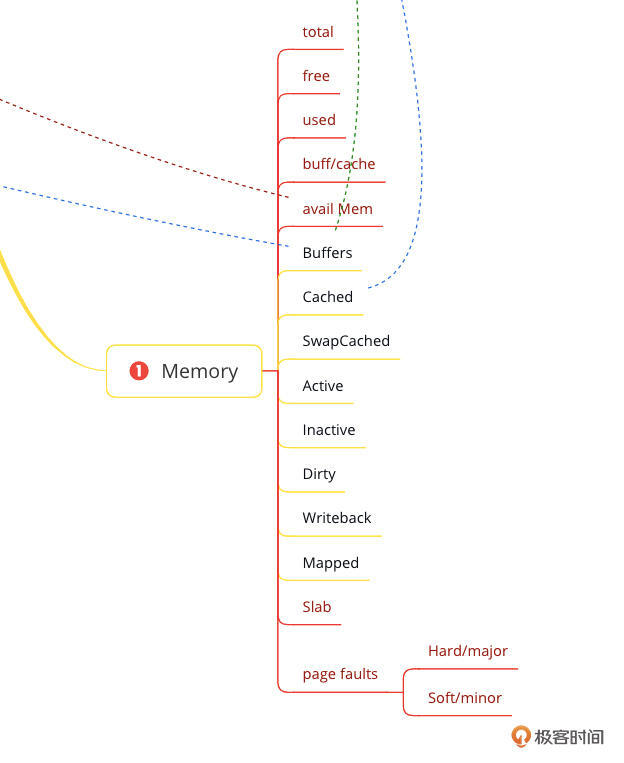 total
free
used
buff/cache
avail Mem
Buffers
Cached
SwapCached
1 Memory
Active
Inactive
Dirty
Writeback
Mapped
Slab
page faults
Hard/major
Soft/minor
极客时间